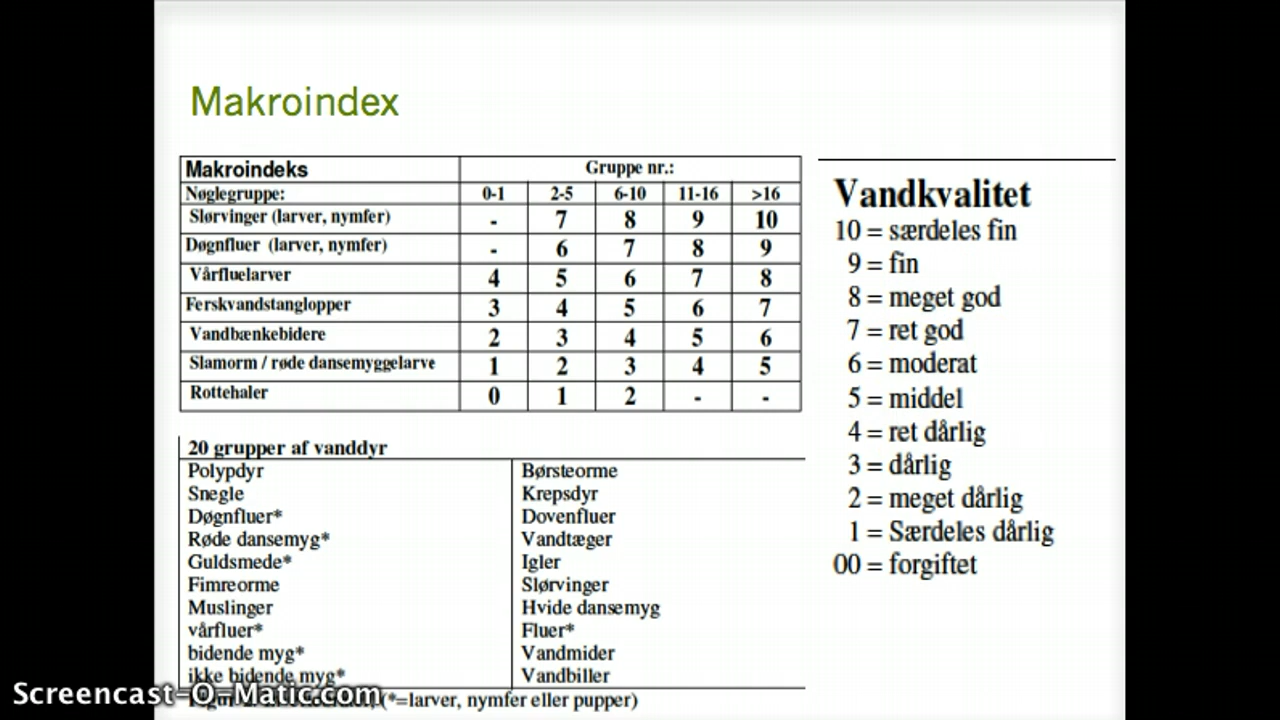 Makroindex
Makroindeks Gruppe nr.:
Nøglegruppe: 0-1 2-5 6-10 11-16 >16
Slørvinger (larver, nymfer) - 7 8 9 10
Døgnfluer (larver, nymfer) - 6 7 8 9
Vårfluelarver 4 5 6 7 8
Ferskvandstanglopper 3 4 5 6 7
Vandbænkebidere 2 3 4 5 6
Slamorm / røde dansemyggelarve 1 2 3 4 5
Rottehaler 0 1 2 - -
20 grupper af vanddyr
Polypdyr Børsteorme
Snegle Krepsdyr
Døgnfluer* Dovenfluer
Røde dansemyg* Vandtæger
Guldsmede* Igler
Fimreorme Slørvinger
Muslinger Hvide dansemyg
vårfluer* Fluer*
bidende myg* Vandmider
ikke bidende myg* Vandbiller
(*=larver, nymfer eller pupper)
Vandkvalitet
10 = særdeles fin
9 = fin
8 = meget god
7 = ret god
6 = moderat
5 = middel
4 = ret dårlig
3 = dårlig
2 = meget dårlig
1 = Særdeles dårlig
00 = forgiftet
Screencast-O-Matic.com